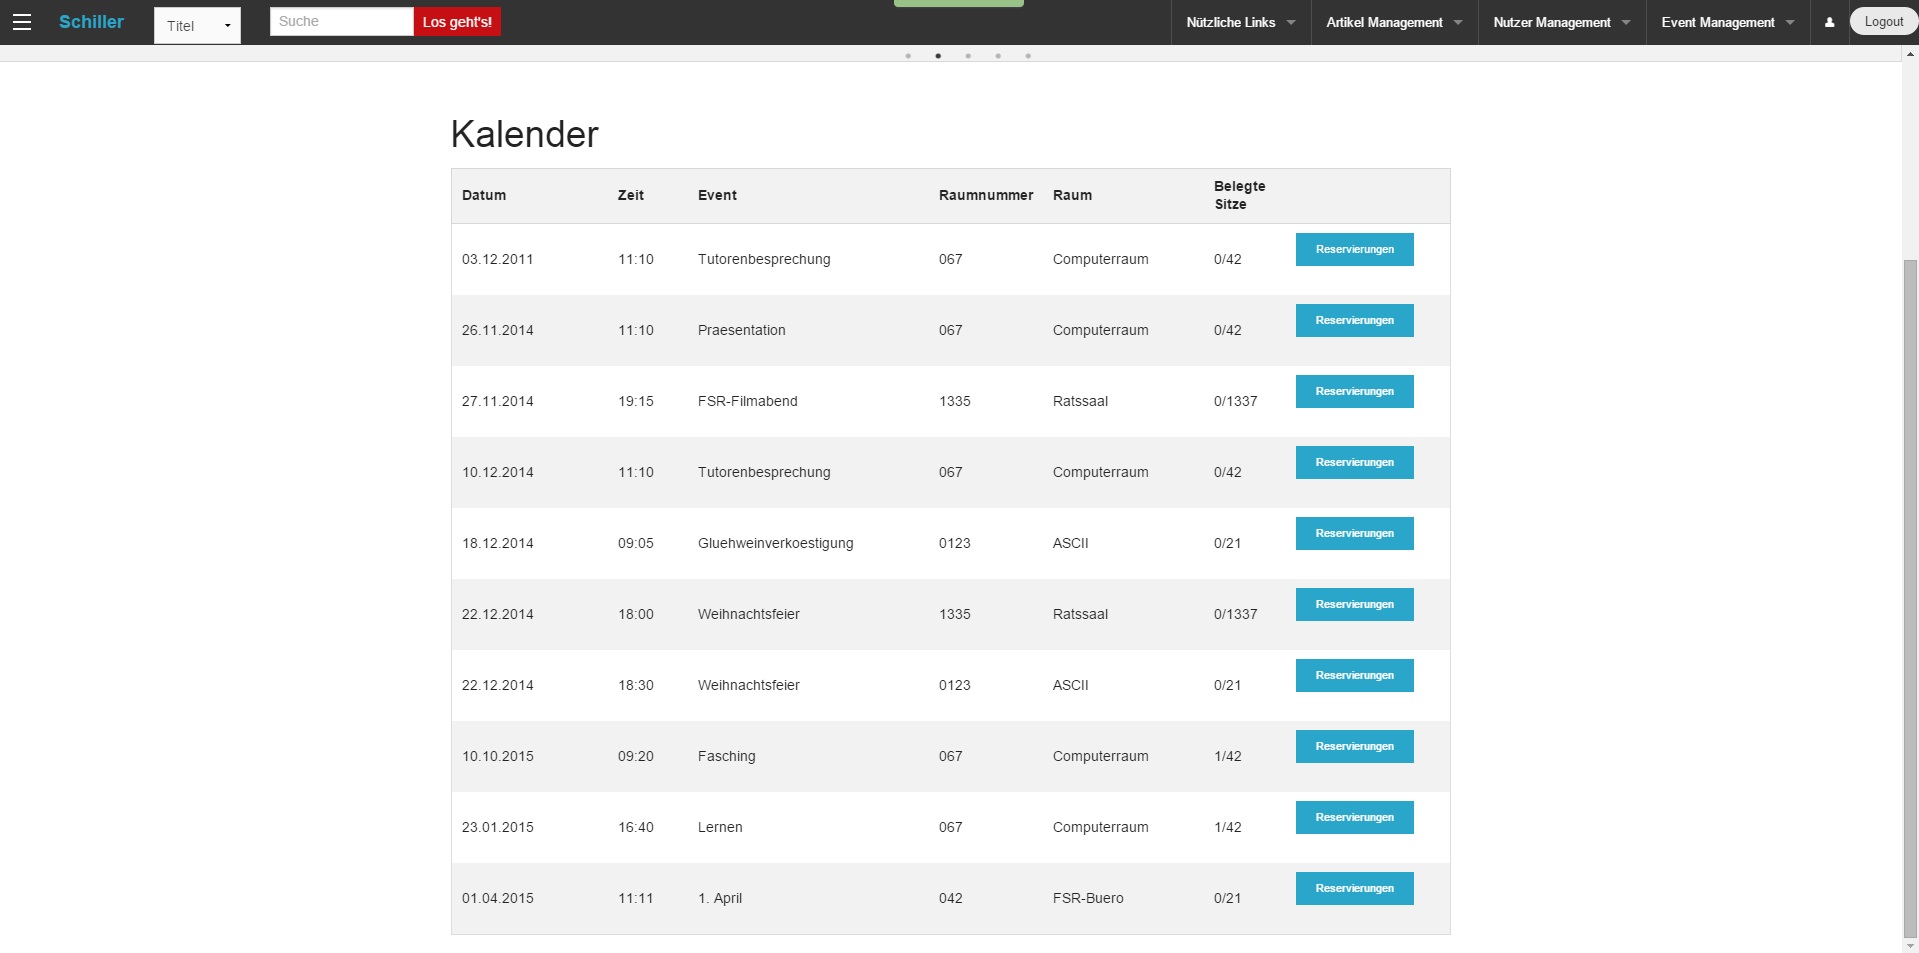 Schiller Titel Suche Los geht's! Nützliche Links Artikel Management Nutzer Management Event Management Logout
Kalender
Datum Zeit Event Raumnummer Raum Belegte Sitze
03.12.2011 11:10 Tutorenbesprechung 067 Computerraum 0/42 Reservierungen
26.11.2014 11:10 Praesentation 067 Computerraum 0/42 Reservierungen
27.11.2014 19:15 FSR-Filmabend 1335 Ratssaal 0/1337 Reservierungen
10.12.2014 11:10 Tutorenbesprechung 067 Computerraum 0/42 Reservierungen
18.12.2014 09:05 Gluehweinverkoestigung 0123 ASCII 0/21 Reservierungen
22.12.2014 18:00 Weihnachtsfeier 1335 Ratssaal 0/1337 Reservierungen
22.12.2014 18:30 Weihnachtsfeier 0123 ASCII 0/21 Reservierungen
10.10.2015 09:20 Fasching 067 Computerraum 1/42 Reservierungen
23.01.2015 16:40 Lernen 067 Computerraum 1/42 Reservierungen
01.04.2015 11:11 1. April 042 FSR-Buero 0/21 Reservierungen